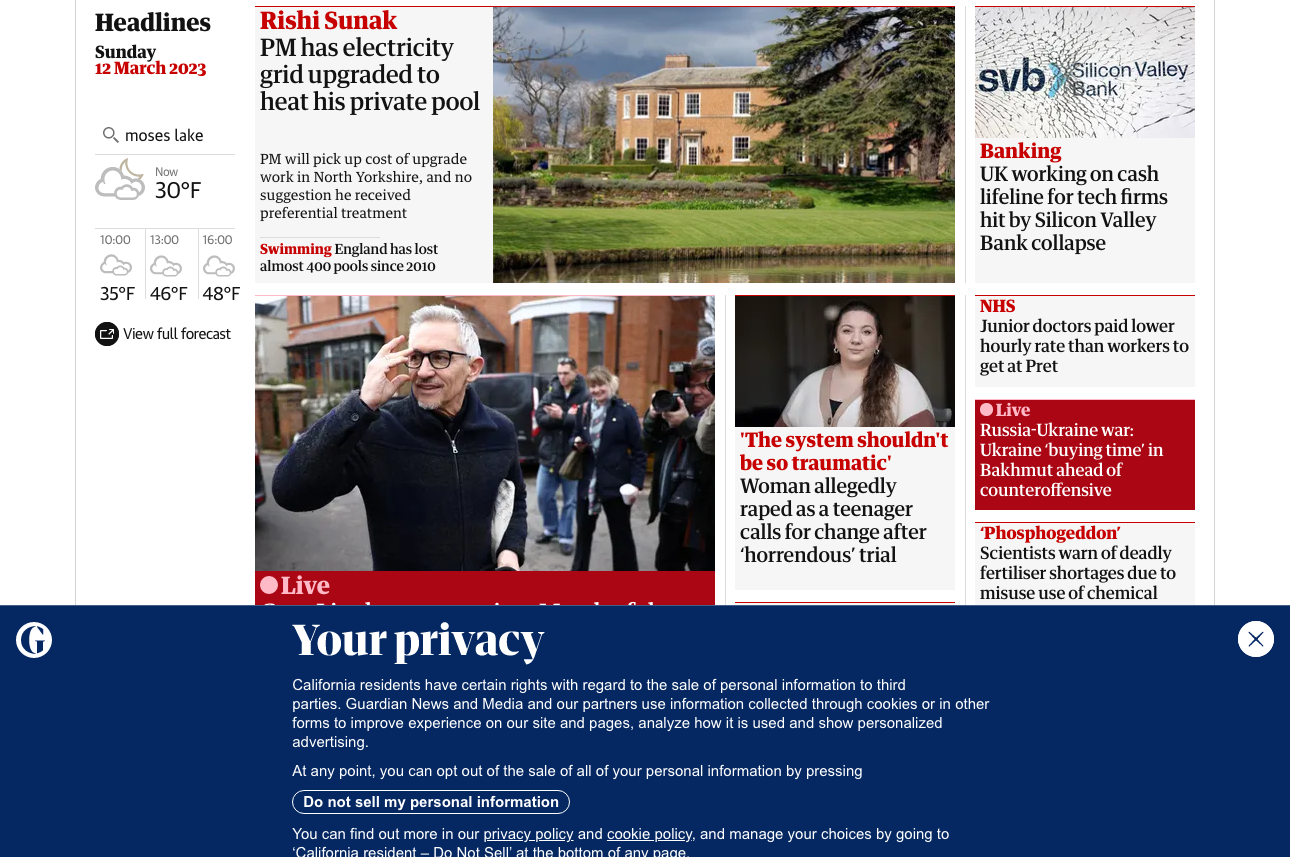 Headlines
Sunday
12 March 2023
moses lake
Now
30°F
10:00
13:00
16:00
35°F
46°F
48°F
View full forecast
Rishi Sunak
PM has electricity
grid upgraded to
heat his private pool
PM will pick up cost of upgrade
work in North Yorkshire, and no
suggestion he received
preferential treatment
Swimming England has lost
almost 400 pools since 2010
svb Silicon Valley
Bank
Banking
UK working on cash
lifeline for tech firms
hit by Silicon Valley
Bank collapse
Live
'The system shouldn't
be so traumatic'
Woman allegedly
raped as a teenager
calls for change after
‘horrendous’ trial
NHS
Junior doctors paid lower
hourly rate than workers to
get at Pret
Live
Russia-Ukraine war:
Ukraine ‘buying time’ in
Bakhmut ahead of
counteroffensive
‘Phosphogeddon’
Scientists warn of deadly
fertiliser shortages due to
misuse use of chemical
G
Your privacy
California residents have certain rights with regard to the sale of personal information to third
parties. Guardian News and Media and our partners use information collected through cookies or in other
forms to improve experience on our site and pages, analyze how it is used and show personalized
advertising.
At any point, you can opt out of the sale of all of your personal information by pressing
Do not sell my personal information
You can find out more in our privacy policy and cookie policy, and manage your choices by going to
‘California resident – Do Not Sell’ at the bottom of any page.